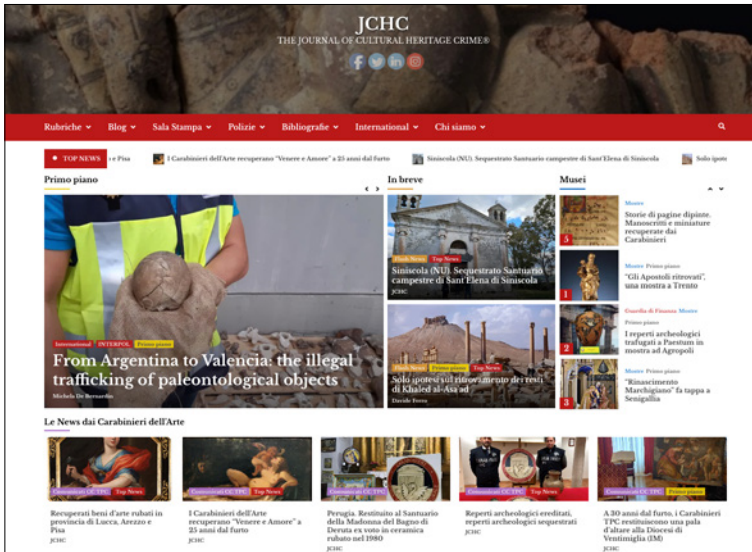 JCHC
THE JOURNAL OF CULTURAL HERITAGE CRIME®
Rubriche Blog Sala Stampa Polizie Bibliografie International Chi siamo
TOP NEWS e Pisa I Carabinieri dell'Arte recuperano "Venere e Amore" a 25 anni dal furto Siniscola (NU). Sequestrato Santuario campestre di Sant'Elena di Siniscola Solo ipote
Primo piano
International INTERPOL Primo piano
From Argentina to Valencia: the illegal
trafficking of paleontological objects
Michela De Bernardin
In breve
Flash News Top News
Siniscola (NU). Sequestrato Santuario
campestre di Sant'Elena di Siniscola
JCHC
Flash News Primo piano Top News
Solo ipotesi sul ritrovamento dei resti
di Khaled al-Asa'ad
Davide Ferro
Musei
5
Mostre
Storie di pagine dipinte.
Manoscritti e miniature
recuperate dai
Carabinieri
1
Mostre Primo piano
"Gli Apostoli ritrovati",
una mostra a Trento
2
Guardia di Finanza Mostre
Primo piano
I reperti archeologici
trafugati a Paestum in
mostra ad Agropoli
3
Mostre Primo piano
"Rinascimento
Marchigiano" fa tappa a
Senigallia
Le News dai Carabinieri dell'Arte
Comunicati CC TPC Top News
Recuperati beni d'arte rubati in
provincia di Lucca, Arezzo e
Pisa
JCHC
Comunicati CC TPC Top News
I Carabinieri dell'Arte
recuperano "Venere e Amore" a
25 anni dal furto
JCHC
Comunicati CC TPC
Perugia. Restituito al Santuario
della Madonna del Bagno di
Deruta ex voto in ceramica
rubato nel 1980
JCHC
Comunicati CC TPC Top News
Reperti archeologici ereditati,
reperti archeologici sequestrati
JCHC
Comunicati CC TPC Primo piano
A 30 anni dal furto, i Carabinieri
TPC restituiscono una pala
d'altare alla Diocesi di
Ventimiglia (IM)
JCHC